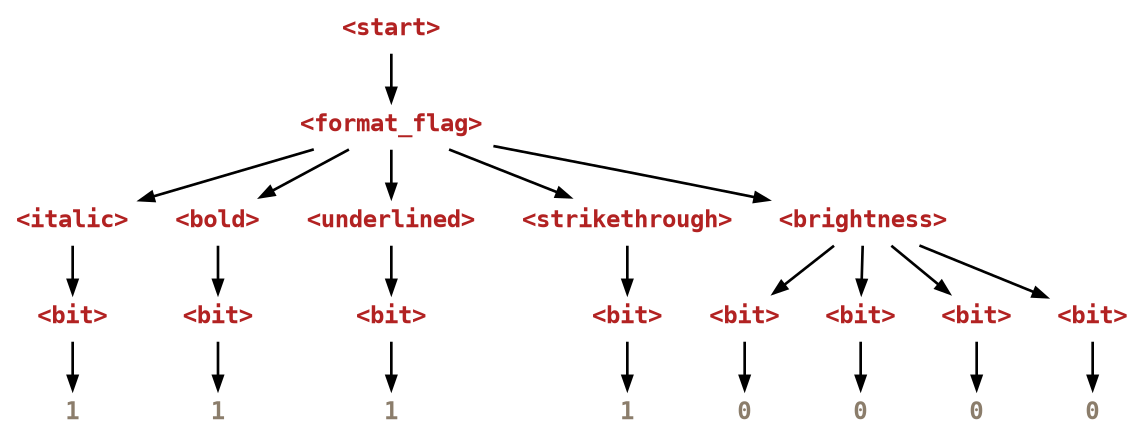 <start>
<format_flag>
<italic> <bold> <underlined> <strikethrough> <brightness>
<bit> <bit> <bit> <bit> <bit> <bit> <bit> <bit>
1 1 1 1 0 0 0 0